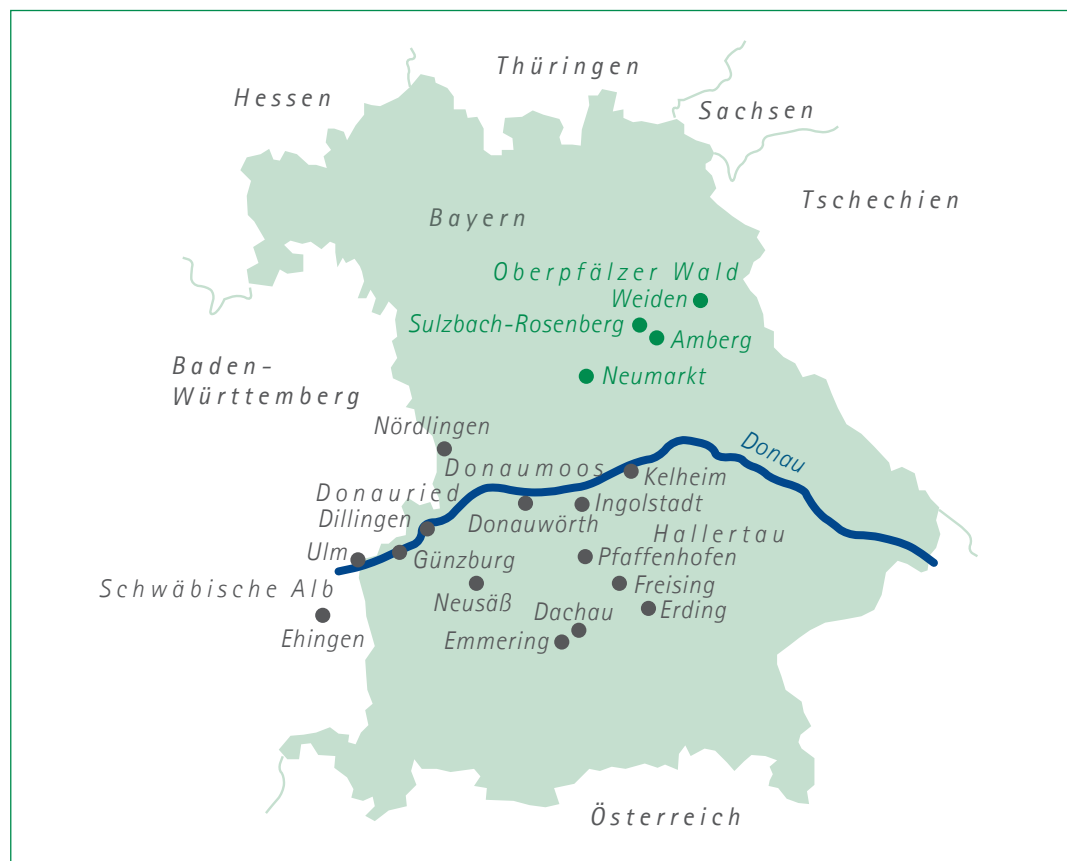 Thüringen
Hessen
Sachsen
Tschechien
Bayern
Oberpfälzer Wald
Weiden
Sulzbach-Rosenberg
Amberg
Baden-
Württemberg
Neumarkt
Nördlingen
Donau
Donaumoos
Kelheim
Donauried
Ingolstadt
Dillingen
Donauwörth
Hallertau
Ulm
Günzburg
Pfaffenhofen
Schwäbische Alb
Neusäß
Freising
Dachau
Erding
Ehingen
Emmering
Österreich